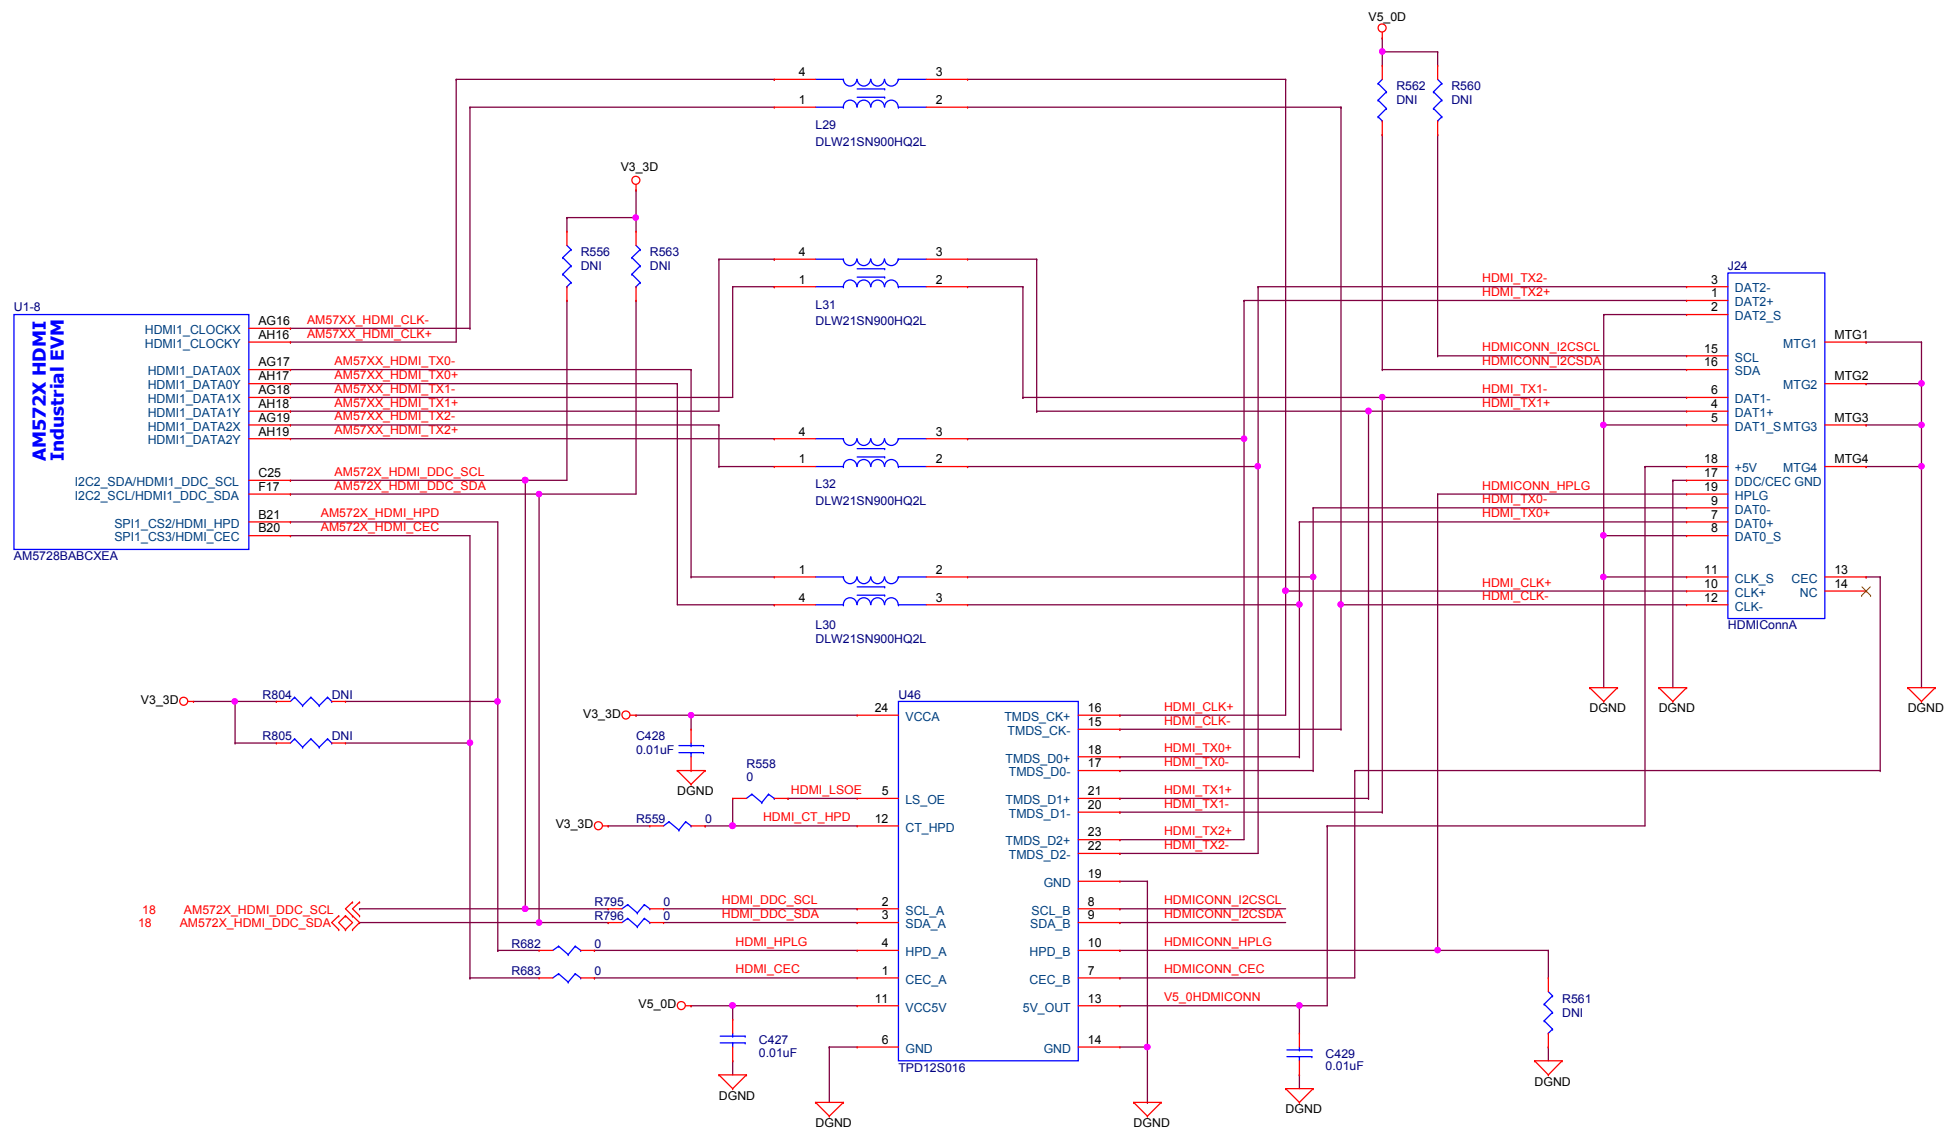 V5_0D
R562
DNI
R560
DNI
4
3
1
2
L29
DLW21SN900HQ2L
V3_3D
R556
DNI
R563
DNI
4
3
1
2
L31
DLW21SN900HQ2L
4
3
1
2
L32
DLW21SN900HQ2L
1
2
4
3
L30
DLW21SN900HQ2L
U1-8
AM572X HDMI
Industrial EVM
HDMI1_CLOCKX AG16 AM57XX_HDMI_CLK-
HDMI1_CLOCKY AH16 AM57XX_HDMI_CLK+
HDMI1_DATA0X AG17 AM57XX_HDMI_TX0-
HDMI1_DATA0Y AH17 AM57XX_HDMI_TX0+
HDMI1_DATA1X AG18 AM57XX_HDMI_TX1-
HDMI1_DATA1Y AH18 AM57XX_HDMI_TX1+
HDMI1_DATA2X AG19 AM57XX_HDMI_TX2-
HDMI1_DATA2Y AH19 AM57XX_HDMI_TX2+
I2C2_SDA/HDMI1_DDC_SCL C25 AM572X_HDMI_DDC_SCL
I2C2_SCL/HDMI1_DDC_SDA F17 AM572X_HDMI_DDC_SDA
SPI1_CS2/HDMI_HPD B21 AM572X_HDMI_HPD
SPI1_CS3/HDMI_CEC B20 AM572X_HDMI_CEC
AM5728BABCXEA
J24
HDMI_TX2- 3 DAT2-
HDMI_TX2+ 1 DAT2+
2 DAT2_S
HDMICONN_I2CSCL 15 SCL
HDMICONN_I2CSDA 16 SDA
HDMI_TX1- 6 DAT1-
HDMI_TX1+ 4 DAT1+
5 DAT1_S
18 +5V
17 DDC/CEC GND
HDMICONN_HPLG 19 HPLG
HDMI_TX0- 9 DAT0-
HDMI_TX0+ 7 DAT0+
8 DAT0_S
11 CLK_S
HDMI_CLK+ 10 CLK+
HDMI_CLK- 12 CLK-
MTG1 MTG1
MTG2 MTG2
MTG3 MTG3
MTG4 MTG4
CEC 13
NC 14
HDMIConnA
DGND
DGND
DGND
V3_3D
R804 DNI
R805 DNI
V3_3D
C428
0.01uF
DGND
R558
0
HDMI_LSOE
V3_3D
R559 0
HDMI_CT_HPD
18 AM572X_HDMI_DDC_SCL
18 AM572X_HDMI_DDC_SDA
R795 0 HDMI_DDC_SCL
R796 0 HDMI_DDC_SDA
R682 0 HDMI_HPLG
R683 0 HDMI_CEC
V5_0D
C427
0.01uF
DGND
DGND
U46
24 VCCA
5 LS_OE
12 CT_HPD
2 SCL_A
3 SDA_A
4 HPD_A
1 CEC_A
11 VCC5V
6 GND
TMDS_CK+ 16 HDMI_CLK+
TMDS_CK- 15 HDMI_CLK-
TMDS_D0+ 18 HDMI_TX0+
TMDS_D0- 17 HDMI_TX0-
TMDS_D1+ 21 HDMI_TX1+
TMDS_D1- 20 HDMI_TX1-
TMDS_D2+ 23 HDMI_TX2+
TMDS_D2- 22 HDMI_TX2-
GND 19
SCL_B 8 HDMICONN_I2CSCL
SDA_B 9 HDMICONN_I2CSDA
HPD_B 10 HDMICONN_HPLG
CEC_B 7 HDMICONN_CEC
5V_OUT 13 V5_0HDMICONN
GND 14
TPD12S016
DGND
C429
0.01uF
DGND
R561
DNI
DGND